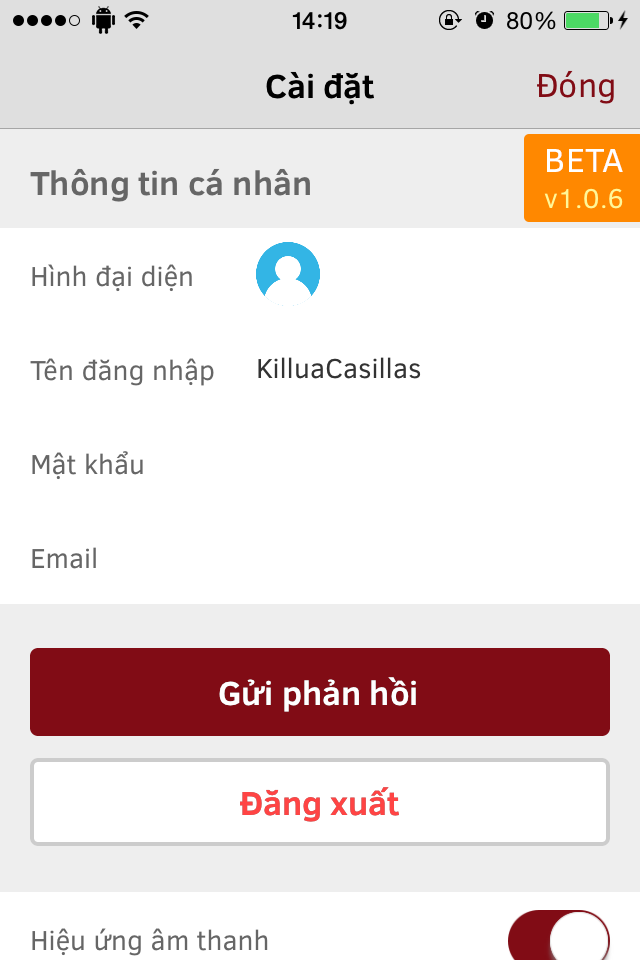 14:19 80%
Cài đặt Đóng
Thông tin cá nhân
BETA
v1.0.6
Hình đại diện
Tên đăng nhập KilluaCasillas
Mật khẩu
Email
Gửi phản hồi
Đăng xuất
Hiệu ứng âm thanh